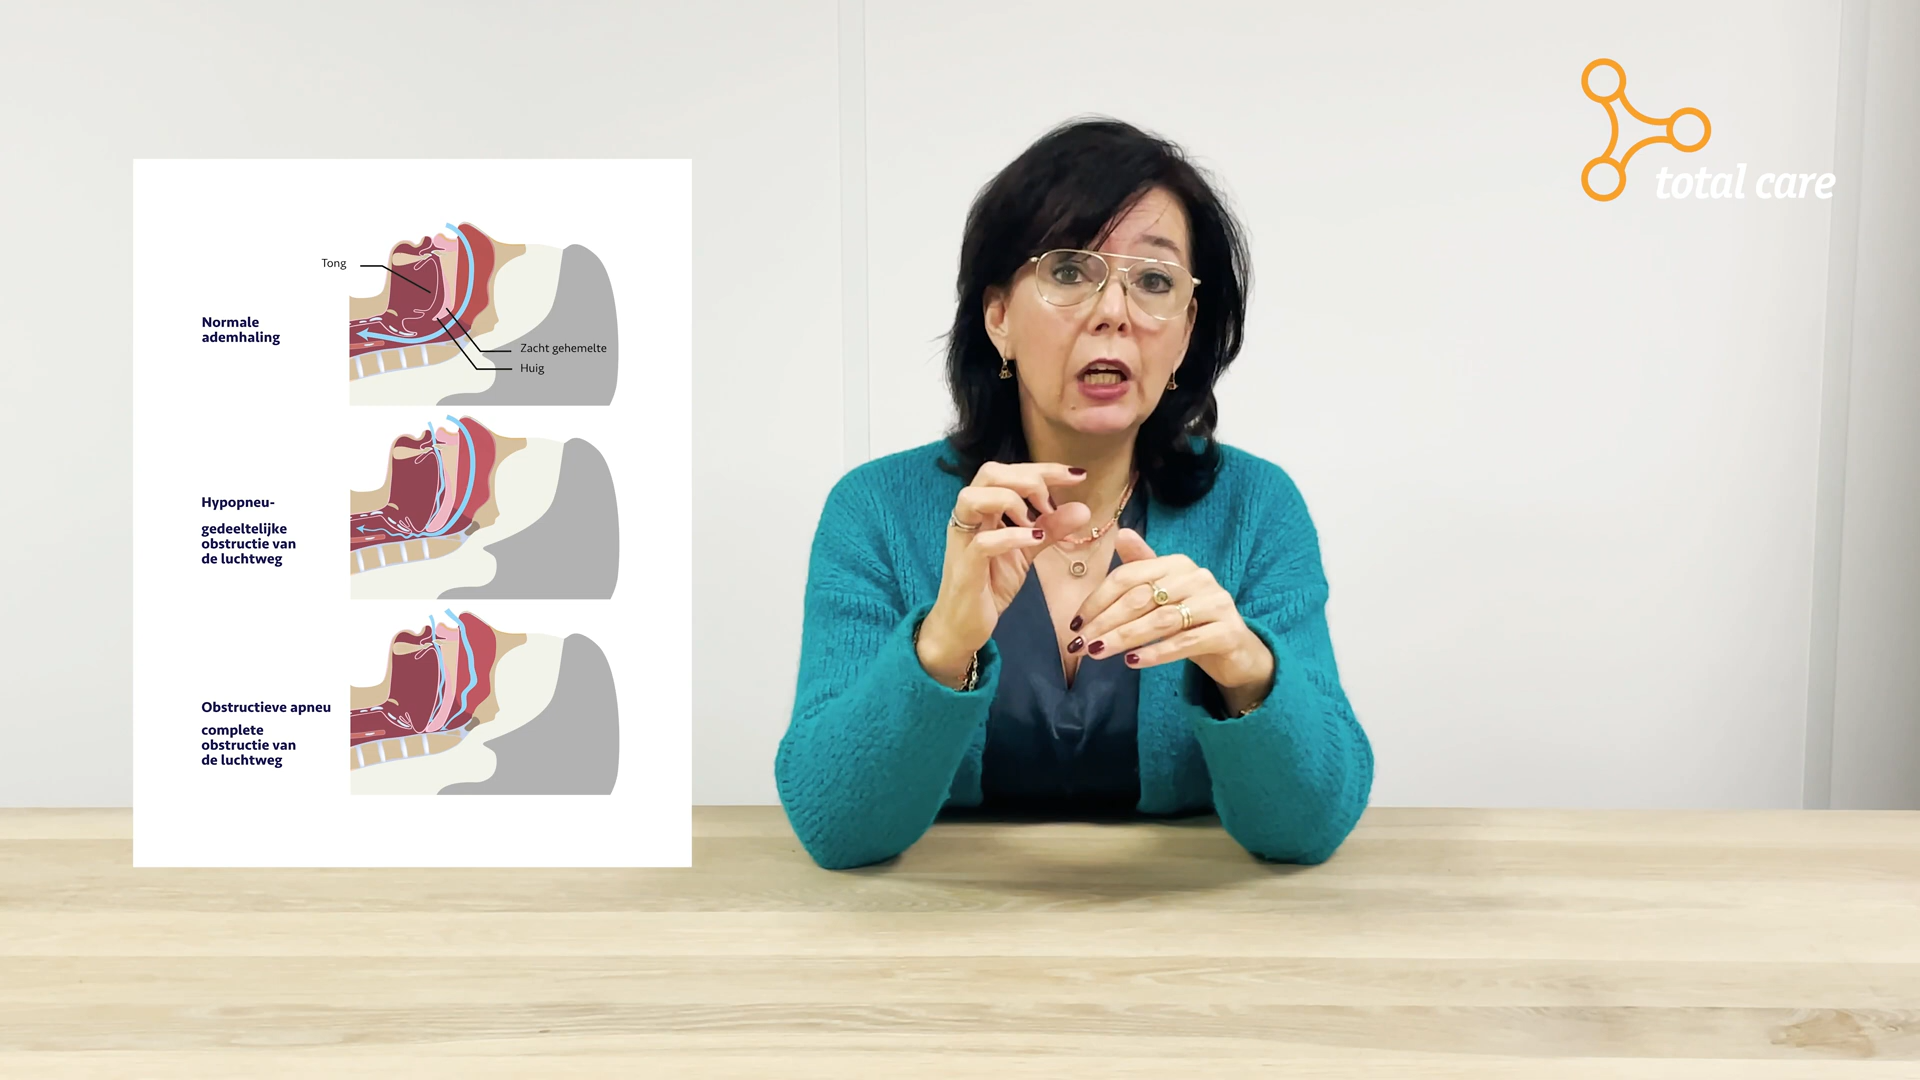 total care
Tong
Normale
ademhaling
Zacht gehemelte
Huig
Hypopneu-
gedeeltelijke
obstructie van
de luchtweg
Obstructieve apneu
complete
obstructie van
de luchtweg